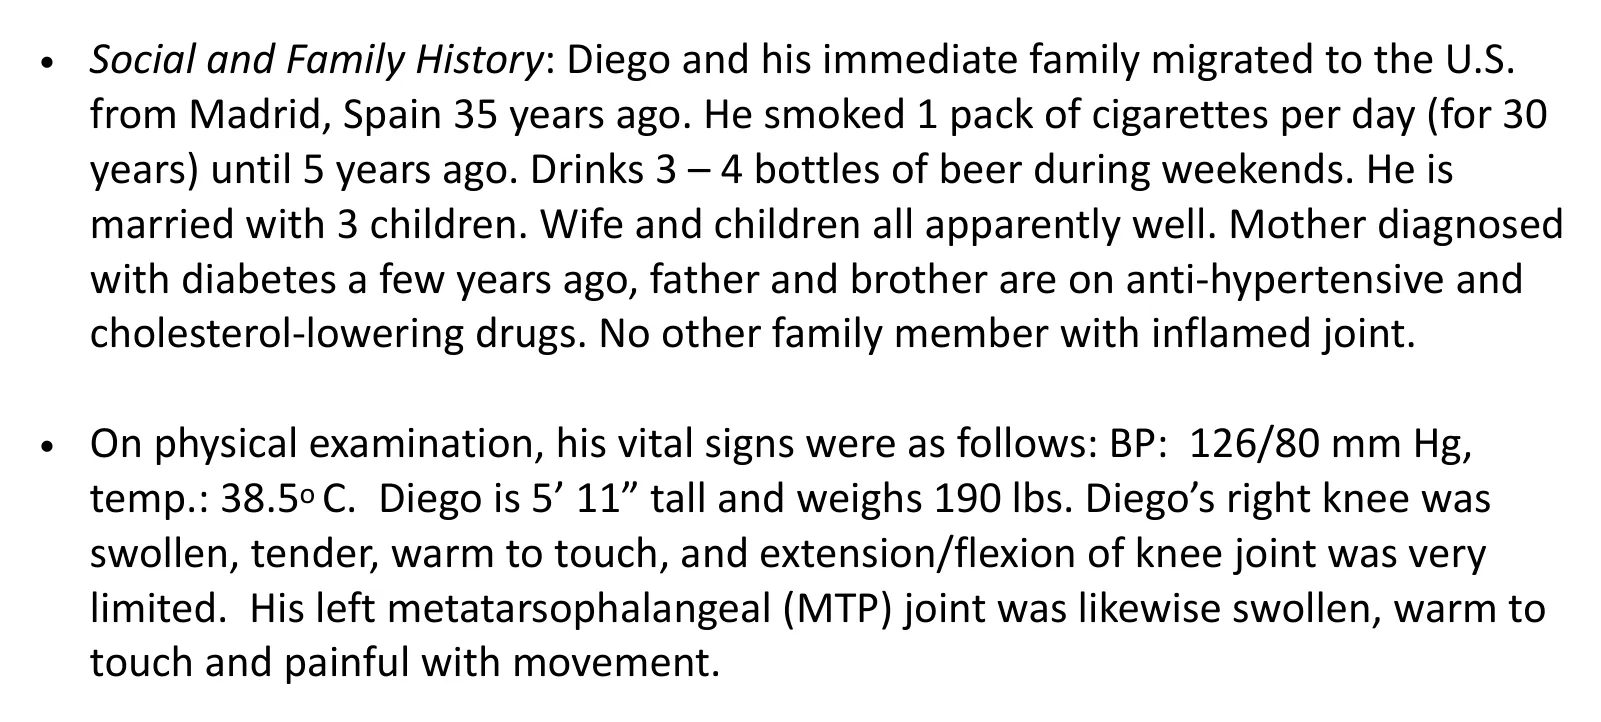 • Social and Family History: Diego and his immediate family migrated to the U.S.
from Madrid, Spain 35 years ago. He smoked 1 pack of cigarettes per day (for 30
years) until 5 years ago. Drinks 3 – 4 bottles of beer during weekends. He is
married with 3 children. Wife and children all apparently well. Mother diagnosed
with diabetes a few years ago, father and brother are on anti-hypertensive and
cholesterol-lowering drugs. No other family member with inflamed joint.
• On physical examination, his vital signs were as follows: BP:  126/80 mm Hg,
temp.: 38.5º C.  Diego is 5’ 11” tall and weighs 190 lbs. Diego’s right knee was
swollen, tender, warm to touch, and extension/flexion of knee joint was very
limited.  His left metatarsophalangeal (MTP) joint was likewise swollen, warm to
touch and painful with movement.